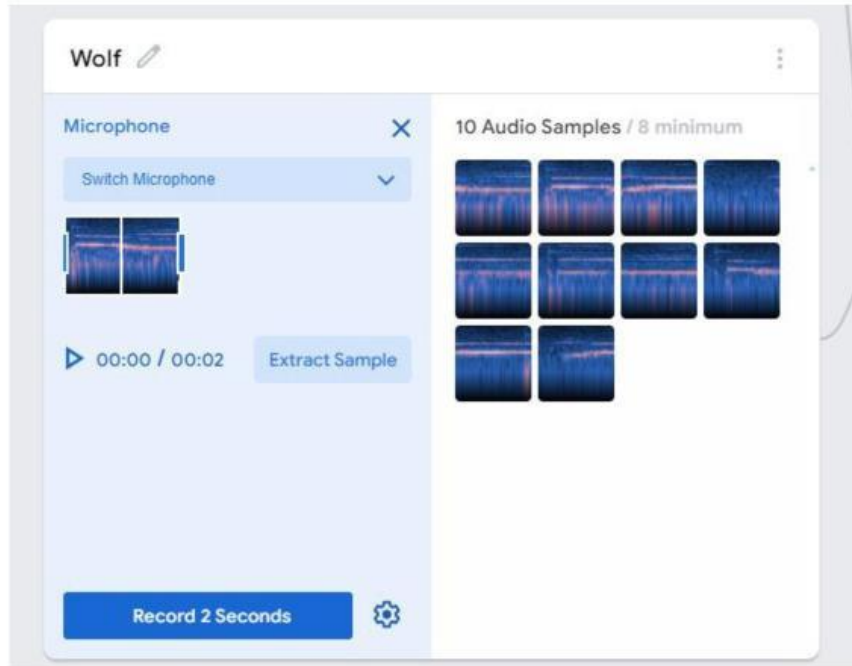 Wolf
Microphone
Switch Microphone
00:00 / 00:02
Extract Sample
Record 2 Seconds
10 Audio Samples / 8 minimum